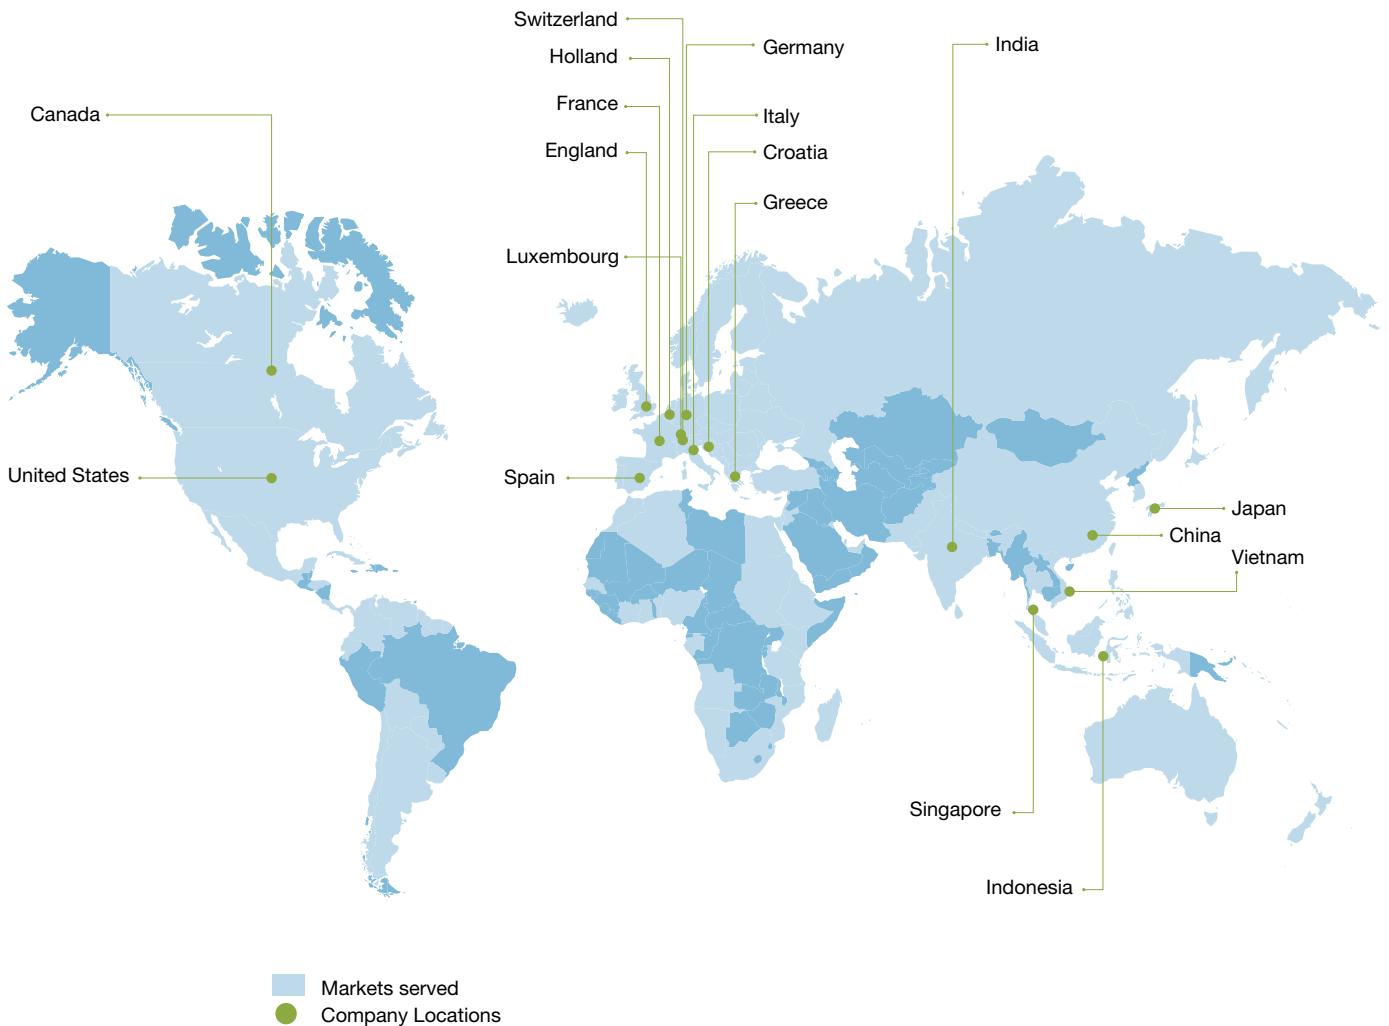 Switzerland
Germany
India
Holland
France
Canada
Italy
England
Croatia
Greece
Luxembourg
United States
Spain
Japan
China
Vietnam
Singapore
Indonesia
Markets served
Company Locations